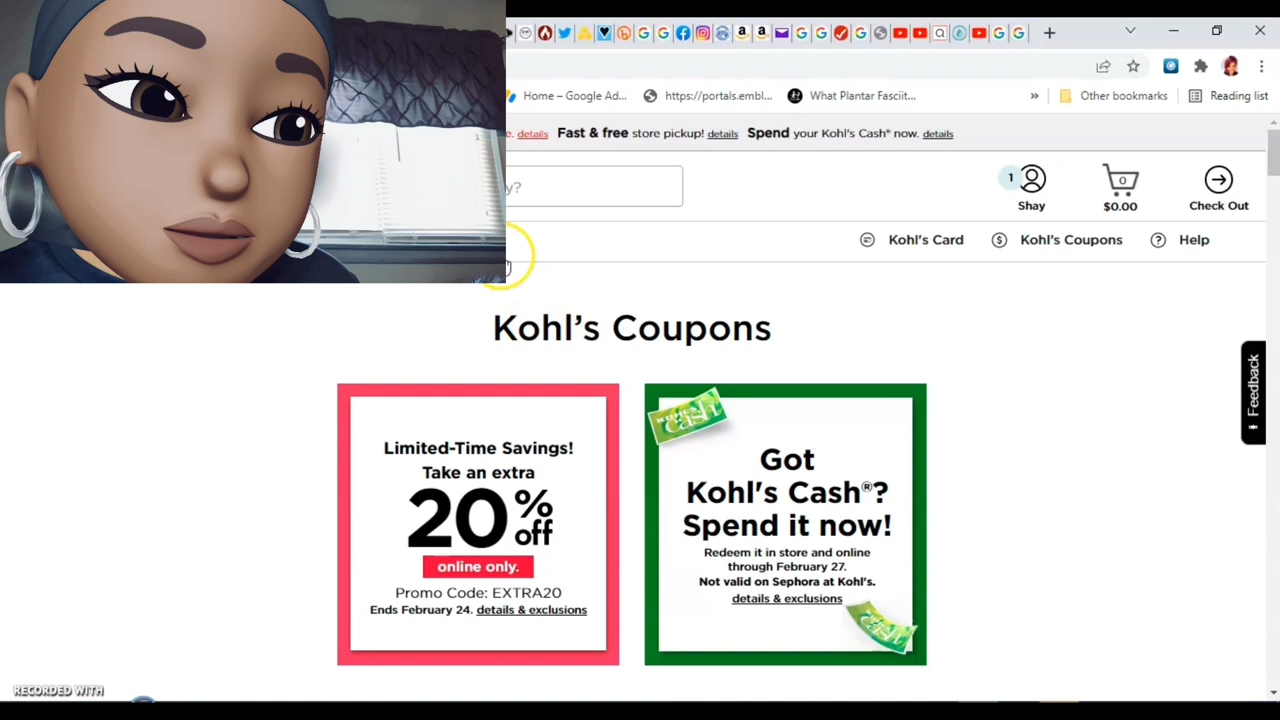 Home – Google Ad...
https://portals.embl...
What Plantar Fasciit...
»
Other bookmarks
Reading list
e. details
Fast & free store pickup! details
Spend your Kohl's Cash® now. details
y?
1
Shay
0
$0.00
Check Out
Kohl's Card
Kohl's Coupons
Help
Kohl's Coupons
Limited-Time Savings!
Take an extra
20% off
online only.
Promo Code: EXTRA20
Ends February 24. details & exclusions
cash
Got
Kohl's Cash®?
Spend it now!
Redeem it in store and online
through February 27.
Not valid on Sephora at Kohl's.
details & exclusions
cash
Feedback
RECORDED WITH